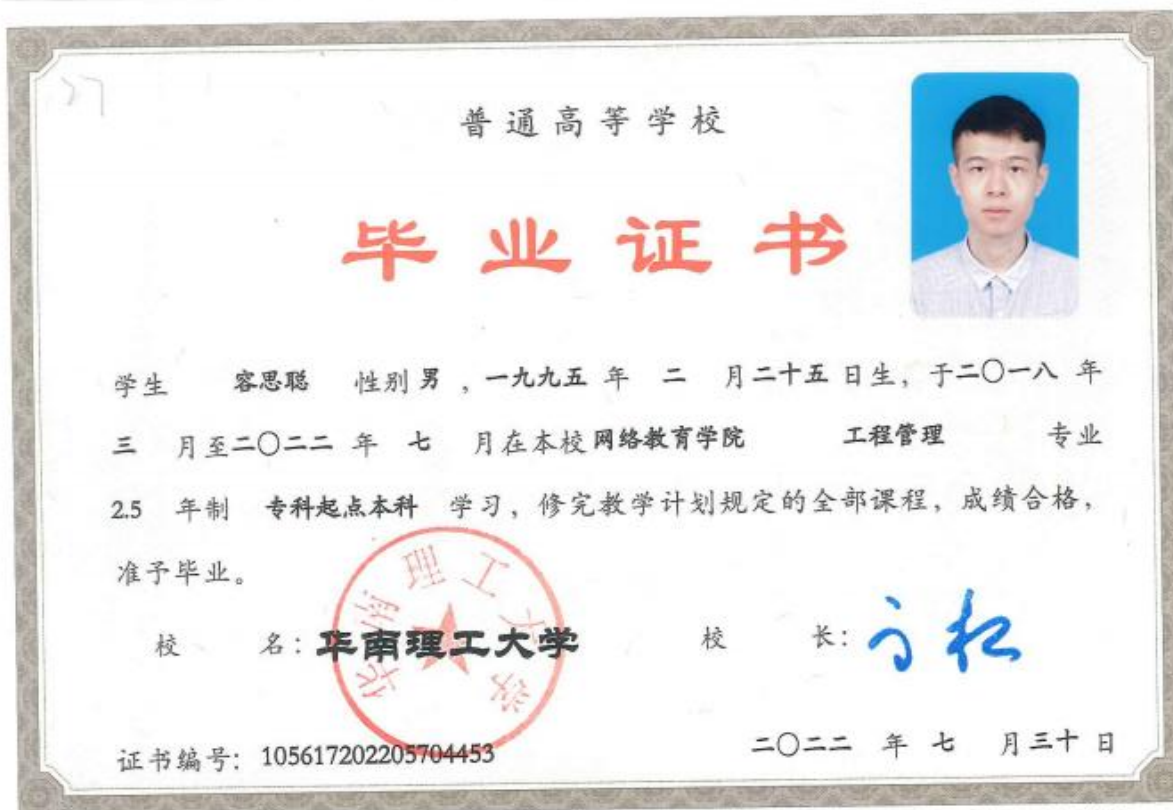 普通高等学校
毕业证书
学生 容思聪 性别男，一九九五 年 二 月二十五日生，于二〇一八 年
三 月至二〇二二 年 七 月在本校网络教育学院 工程管理 专业
2.5 年制 专科起点本科 学习，修完教学计划规定的全部课程，成绩合格，
准予毕业。
华南理工大学
校 名：华南理工大学 校 长：
证书编号：105617202205704453 二〇二二 年 七 月三十日